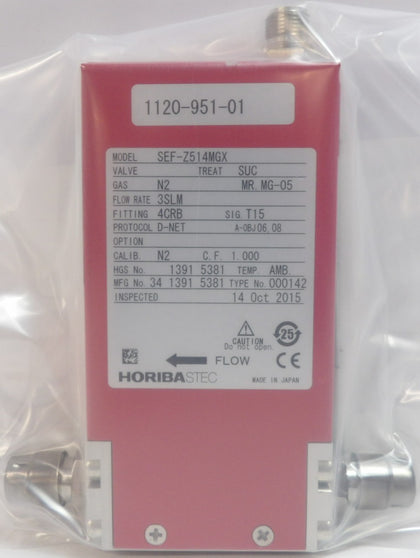 1120-951-01
MODEL SEF-Z514MGX
VALVE TREAT SUC
GAS N2 MR. MG-05
FLOW RATE 3SLM
FITTING 4CRB SIG. T15
PROTOCOL D-NET A-OBJ06,08
OPTION
CALIB. N2 C.F. 1.000
HGS No. 1391 5381 TEMP. AMB.
MFG No. 34 1391 5381 TYPE No. 000142
INSPECTED 14 Oct 2015
25
CAUTION
Do not open.
FLOW CE
HORIBASTEC MADE IN JAPAN